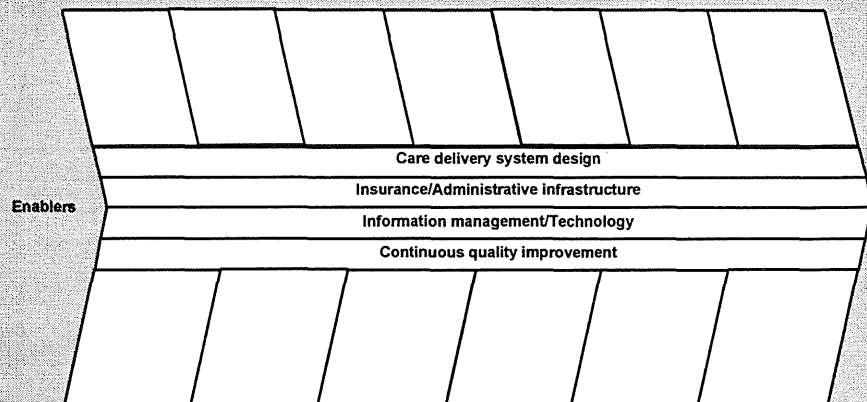 Care delivery system design
Insurance/Administrative infrastructure
Enablers
Information management/Technology
Continuous quality improvement